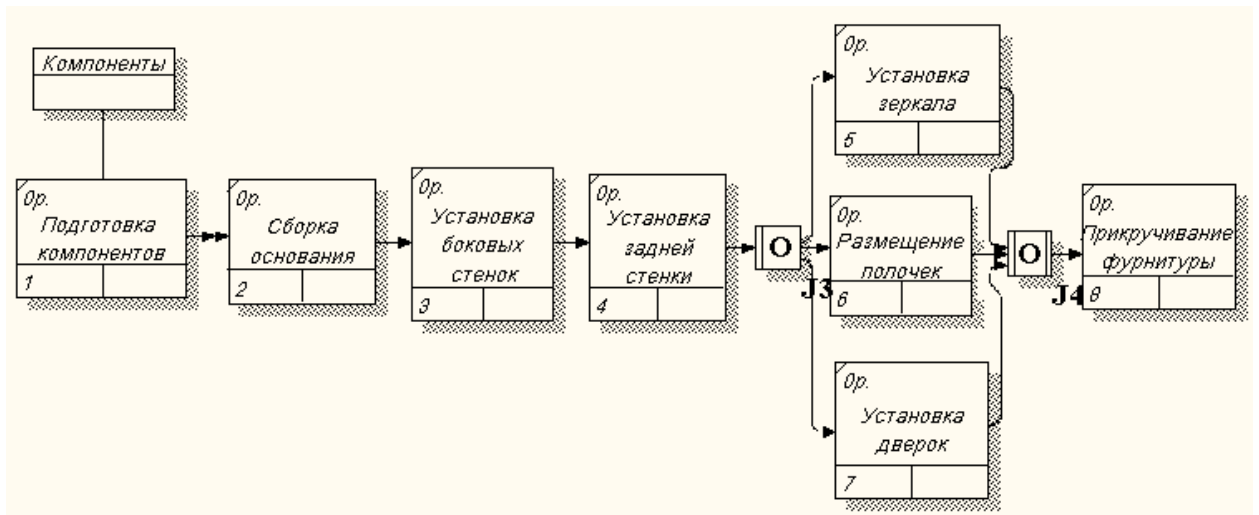 Компоненты
0р.
Подготовка
компонентов
1
0р.
Сборка
основания
2
0р.
Установка
боковых
стенок
3
0р.
Установка
задней
стенки
4
O
J3
0р.
Установка
зеркала
5
0р.
Размещение
полочек
6
0р.
Установка
дверок
7
O
J4
0р.
Прикручивание
фурнитуры
8